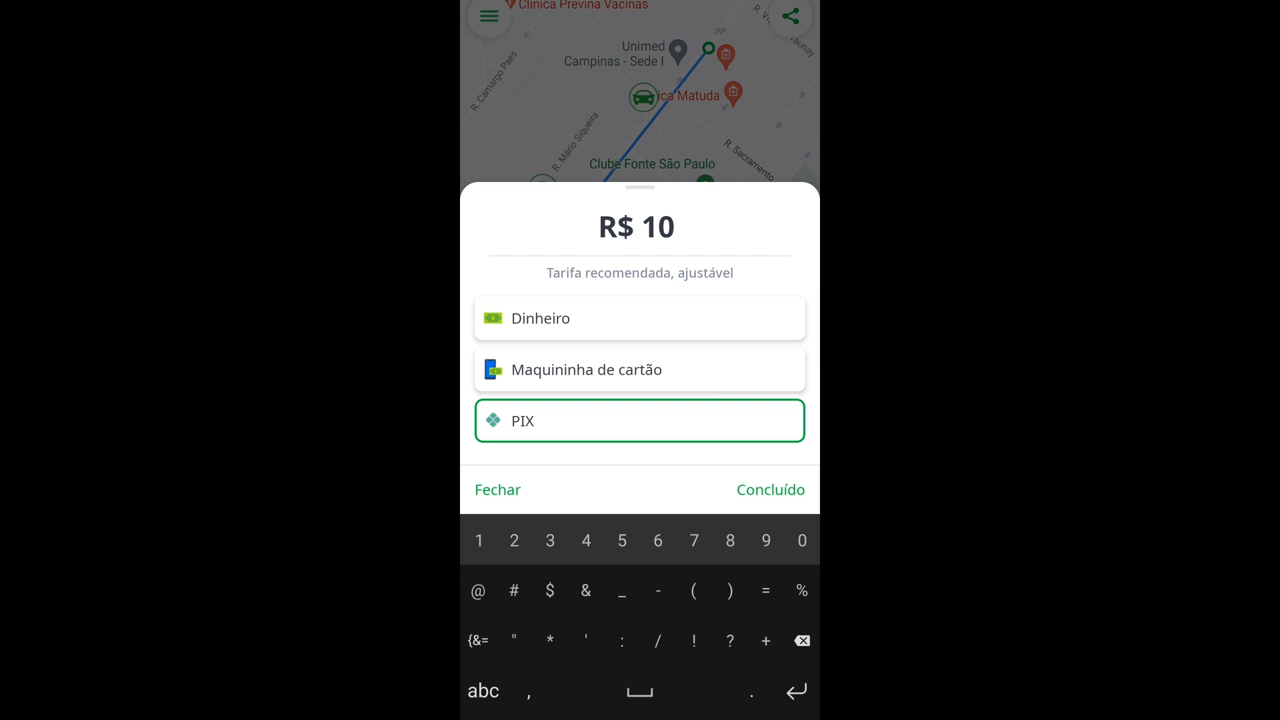 Clínica Previna Vacinas
Unimed
Campinas - Sede I
R. Camargo Paes
ica Matuda
R. Mário Siqueira
R. Sacramento
Clube Fonte São Paulo
R$ 10
Tarifa recomendada, ajustável
Dinheiro
Maquininha de cartão
PIX
Fechar
Concluído
1 2 3 4 5 6 7 8 9 0
@ # $ & _ - ( ) = %
{&= " * ' : / ! ? +
abc , .